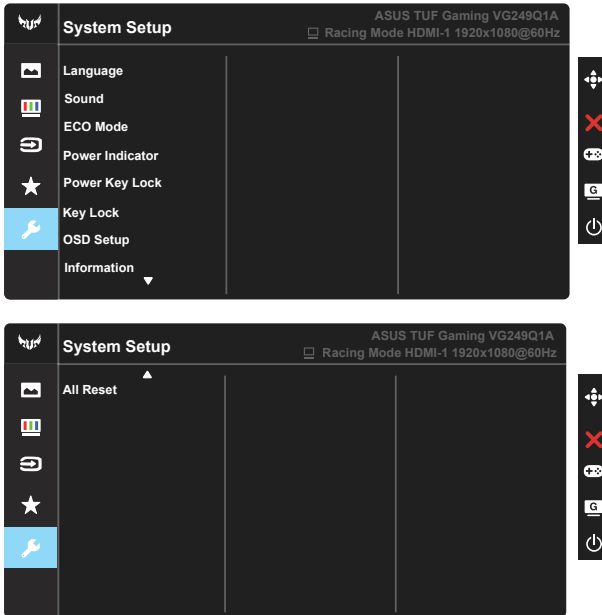 ASUS TUF Gaming VG249Q1A
System Setup
Racing Mode HDMI-1 1920x1080@60Hz
Language
Sound
ECO Mode
Power Indicator
Power Key Lock
Key Lock
OSD Setup
Information
G
ASUS TUF Gaming VG249Q1A
System Setup
Racing Mode HDMI-1 1920x1080@60Hz
All Reset
G